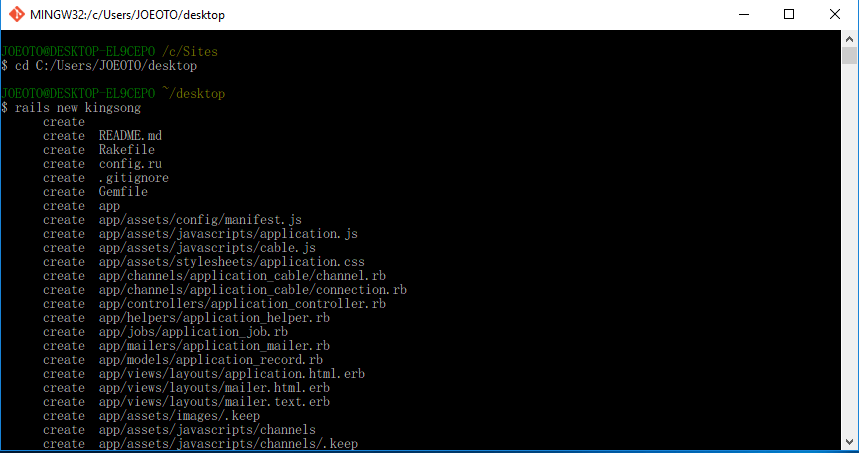 MINGW32:/c/Users/JOEOTO/desktop
JOEOTO@DESKTOP-EL9CEPO /c/Sites
$ cd C:/Users/JOEOTO/desktop
JOEOTO@DESKTOP-EL9CEPO ~/desktop
$ rails new kingsong
create
create README.md
create Rakefile
create config.ru
create .gitignore
create Gemfile
create app
create app/assets/config/manifest.js
create app/assets/javascripts/application.js
create app/assets/javascripts/cable.js
create app/assets/stylesheets/application.css
create app/channels/application_cable/channel.rb
create app/channels/application_cable/connection.rb
create app/controllers/application_controller.rb
create app/helpers/application_helper.rb
create app/jobs/application_job.rb
create app/mailers/application_mailer.rb
create app/models/application_record.rb
create app/views/layouts/application.html.erb
create app/views/layouts/mailer.html.erb
create app/views/layouts/mailer.text.erb
create app/assets/images/.keep
create app/assets/javascripts/channels
create app/assets/javascripts/channels/.keep